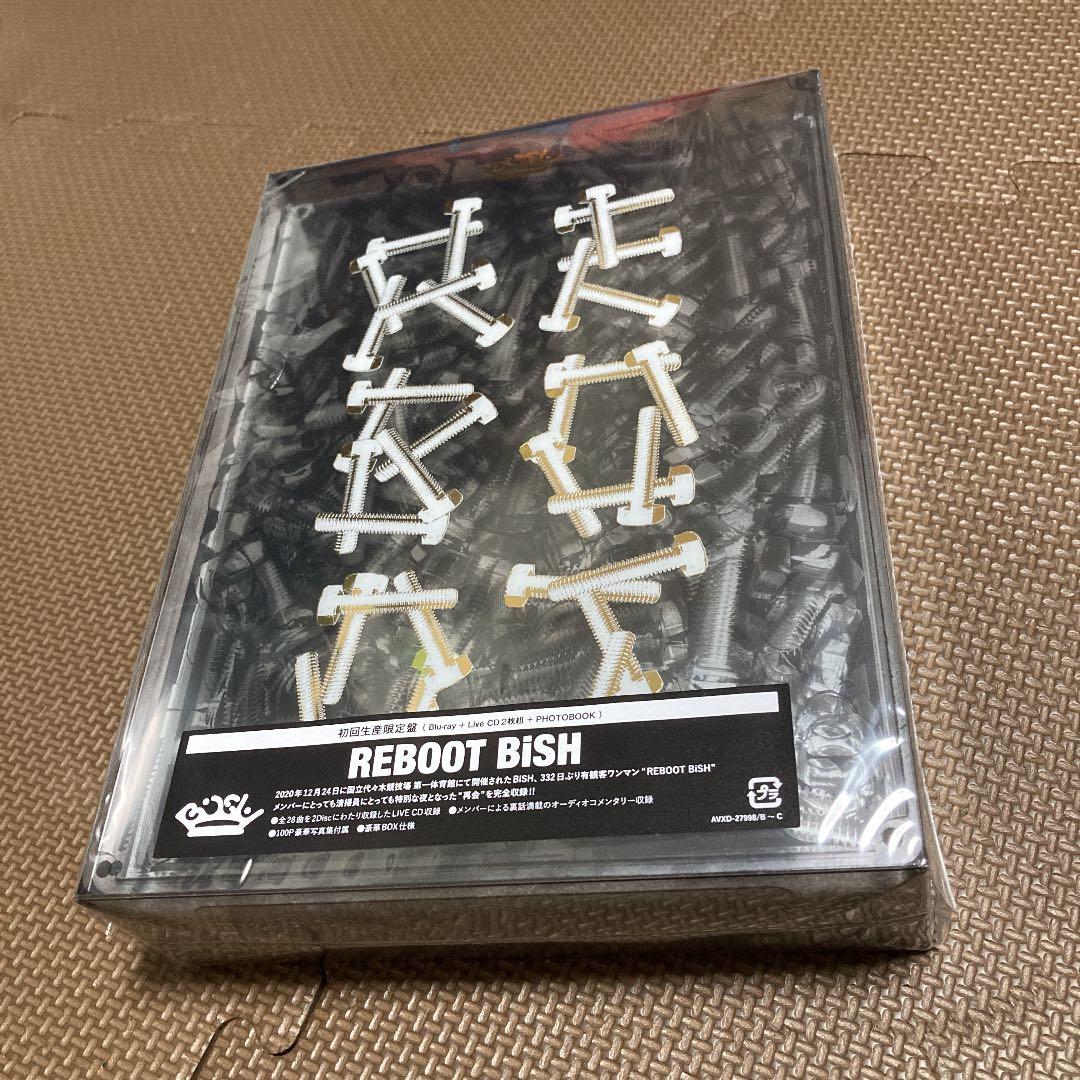 RE
BO
OT
初回生産限定盤（Blu-ray + Live CD2枚組 + PHOTOBOOK）
REBOOT BiSH
2020年12月24日に国立代々木競技場 第一体育館にて開催されたBiSH、332日ぶり有観客ワンマン"REBOOT BiSH"
メンバーにとっても清掃員にとっても特別な夜となった"再会"を完全収録!!
●全28曲を2Discにわたり収録したLIVE CD収録 ●メンバーによる裏話満載のオーディオコメンタリー収録
●100P豪華写真集付属 ●豪華BOX仕様
プラ
AVXD-27998/B～C